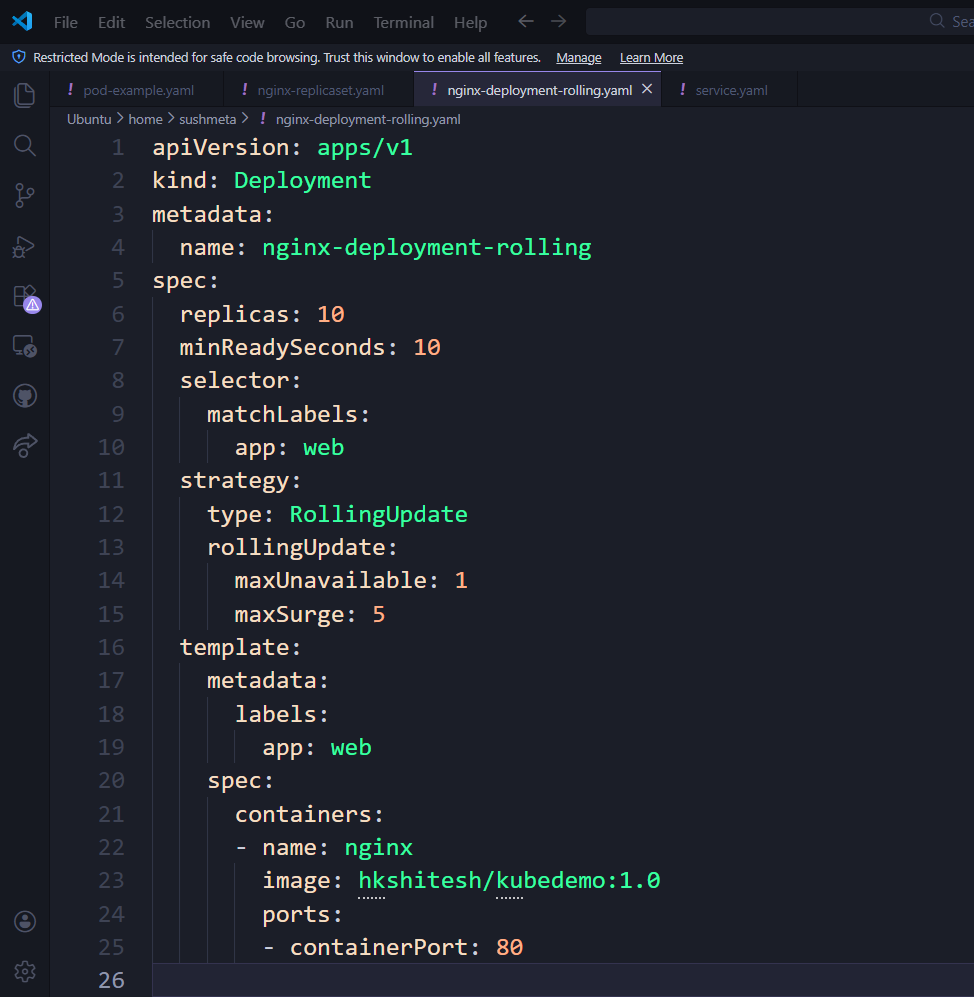 File Edit Selection View Go Run Terminal Help
Restricted Mode is intended for safe code browsing. Trust this window to enable all features. Manage Learn More
! pod-example.yaml ! nginx-replicaset.yaml ! nginx-deployment-rolling.yaml ! service.yaml
Ubuntu > home > sushmeta > ! nginx-deployment-rolling.yaml
1 apiVersion: apps/v1
2 kind: Deployment
3 metadata:
4   name: nginx-deployment-rolling
5 spec:
6   replicas: 10
7   minReadySeconds: 10
8   selector:
9     matchLabels:
10       app: web
11   strategy:
12     type: RollingUpdate
13     rollingUpdate:
14       maxUnavailable: 1
15       maxSurge: 5
16   template:
17     metadata:
18       labels:
19         app: web
20     spec:
21       containers:
22       - name: nginx
23         image: hkshitesh/kubedemo:1.0
24         ports:
25         - containerPort: 80
26